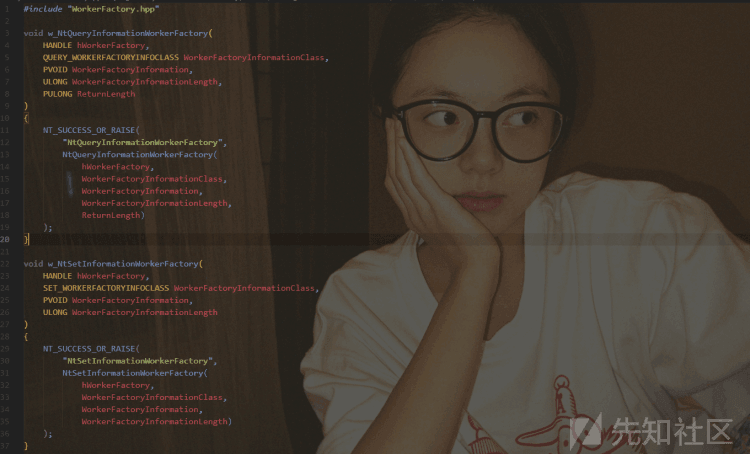 1 #include "WorkerFactory.hpp"
2
3 void w_NtQueryInformationWorkerFactory(
4 HANDLE hWorkerFactory,
5 QUERY_WORKERFACTORYINFOCLASS WorkerFactoryInformationClass,
6 PVOID WorkerFactoryInformation,
7 ULONG WorkerFactoryInformationLength,
8 PULONG ReturnLength
9 )
10 {
11 NT_SUCCESS_OR_RAISE(
12 "NtQueryInformationWorkerFactory",
13 NtQueryInformationWorkerFactory(
14 hWorkerFactory,
15 WorkerFactoryInformationClass,
16 WorkerFactoryInformation,
17 WorkerFactoryInformationLength,
18 ReturnLength)
19 );
20 }
21
22 void w_NtSetInformationWorkerFactory(
23 HANDLE hWorkerFactory,
24 SET_WORKERFACTORYINFOCLASS WorkerFactoryInformationClass,
25 PVOID WorkerFactoryInformation,
26 ULONG WorkerFactoryInformationLength
27 )
28 {
29 NT_SUCCESS_OR_RAISE(
30 "NtSetInformationWorkerFactory",
31 NtSetInformationWorkerFactory(
32 hWorkerFactory,
33 WorkerFactoryInformationClass,
34 WorkerFactoryInformation,
35 WorkerFactoryInformationLength)
36 );
37 }
先知社区